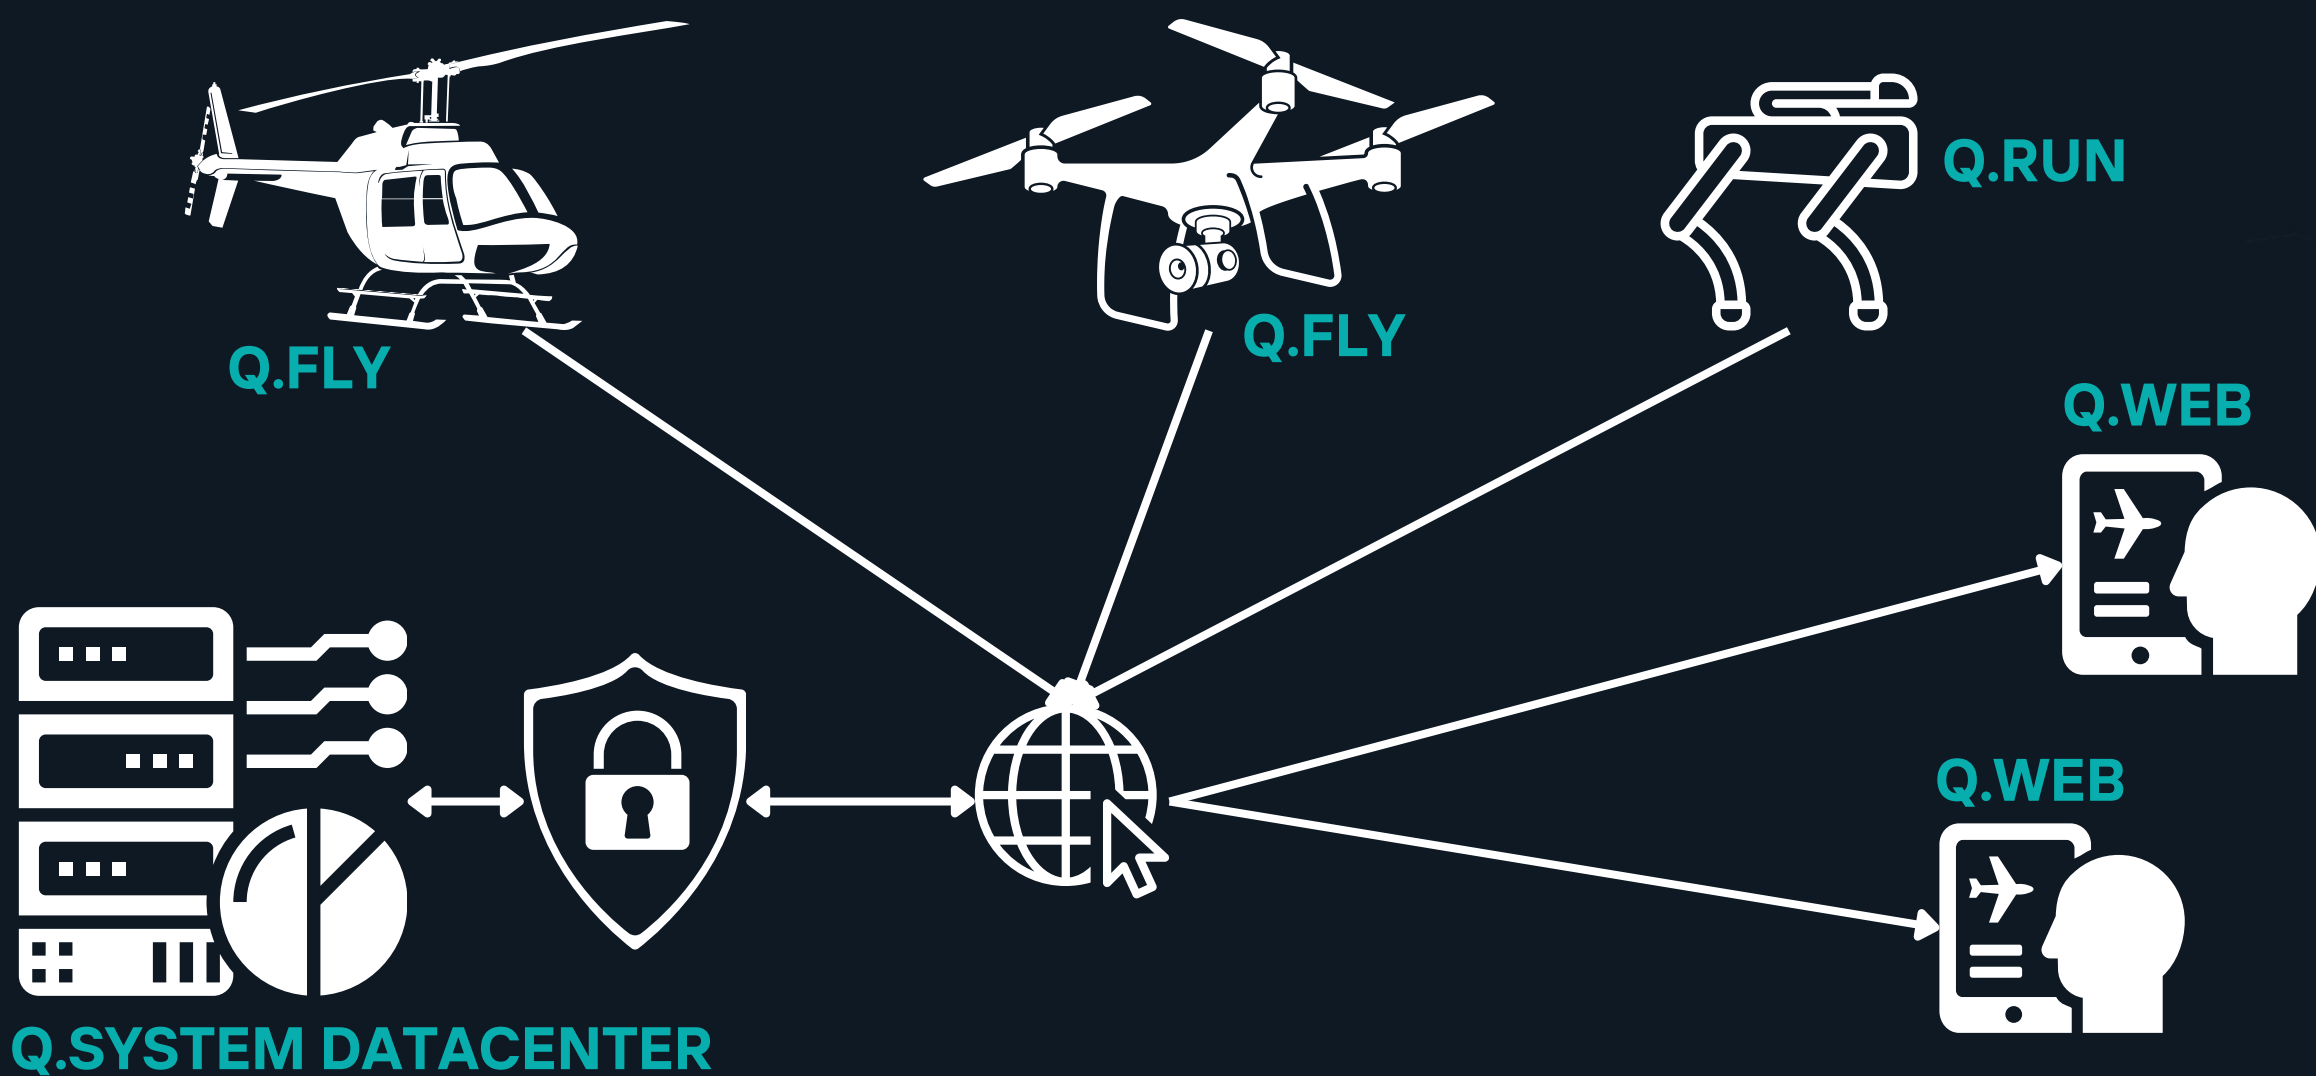 Q.RUN
Q.FLY
Q.FLY
Q.WEB
Q.WEB
Q.SYSTEM DATACENTER